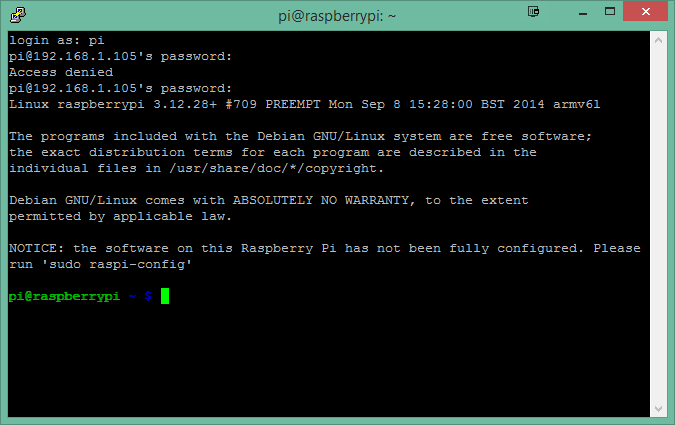 pi@raspberrypi: ~
login as: pi
pi@192.168.1.105's password:
Access denied
pi@192.168.1.105's password:
Linux raspberrypi 3.12.28+ #709 PREEMPT Mon Sep 8 15:28:00 BST 2014 armv6l
The programs included with the Debian GNU/Linux system are free software;
the exact distribution terms for each program are described in the
individual files in /usr/share/doc/*/copyright.
Debian GNU/Linux comes with ABSOLUTELY NO WARRANTY, to the extent
permitted by applicable law.
NOTICE: the software on this Raspberry Pi has not been fully configured. Please
run 'sudo raspi-config'
pi@raspberrypi ~ $